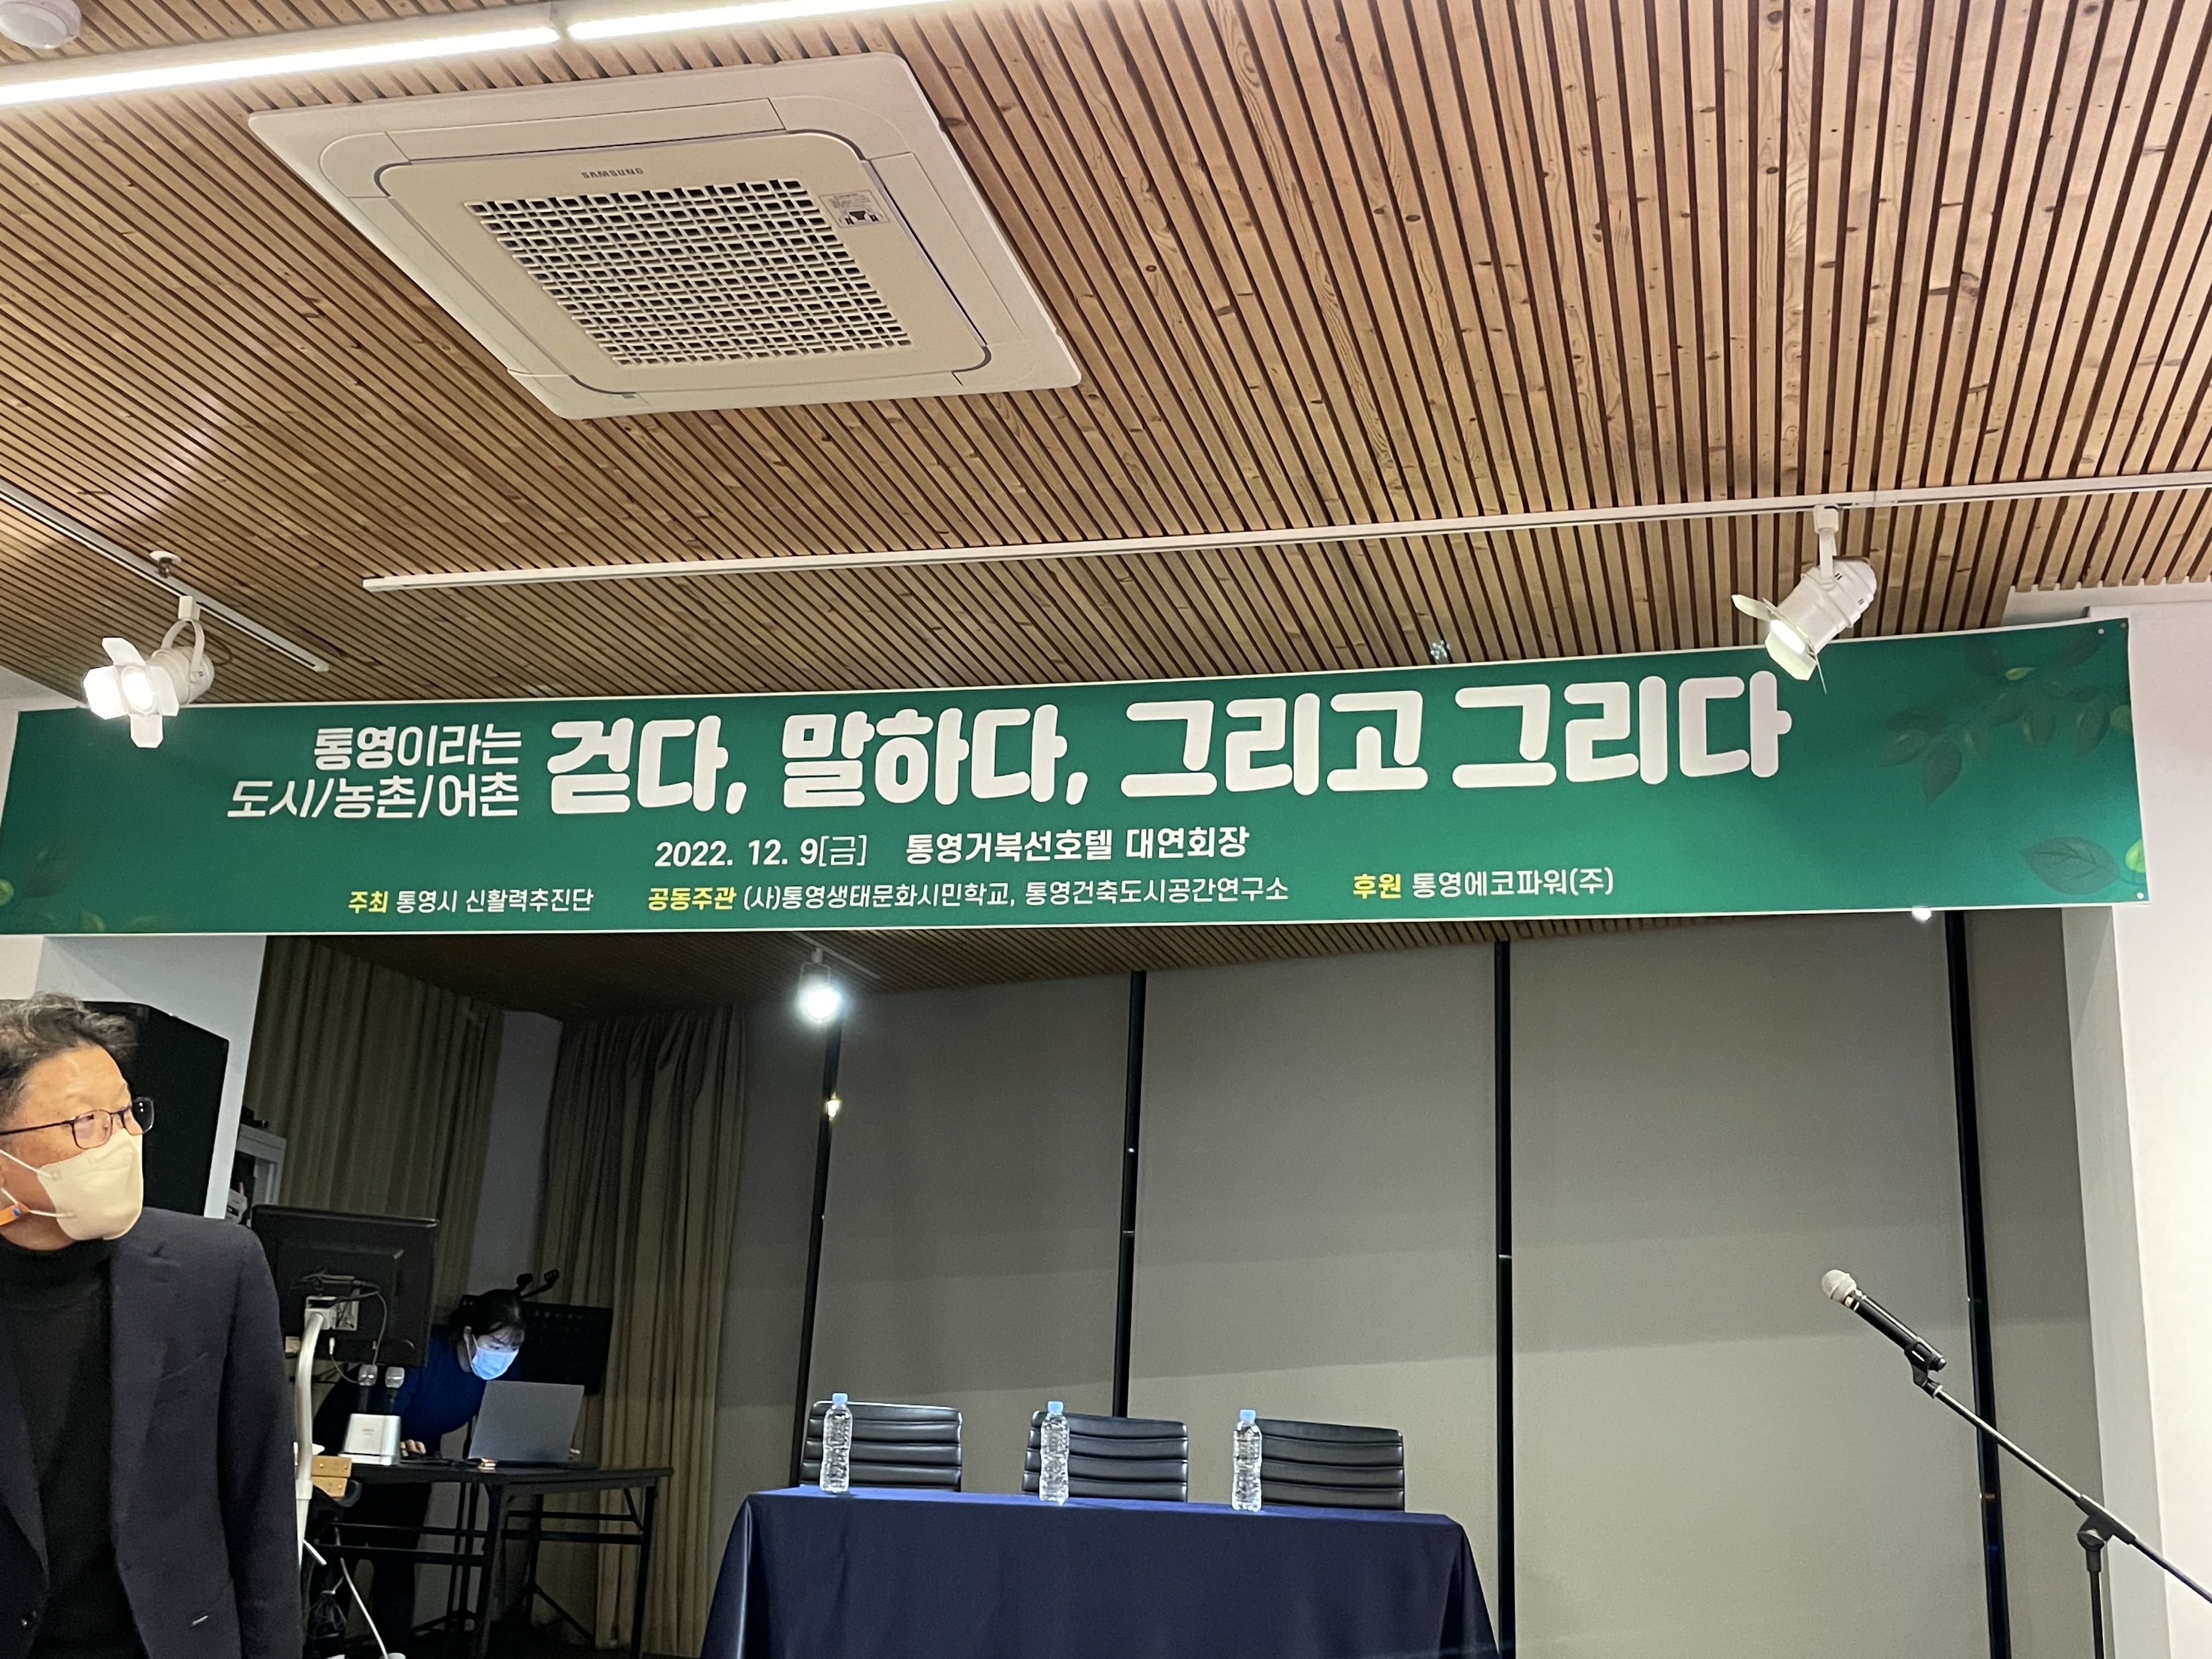 SAMSUNG
통영이라는
도시/농촌/어촌
걷다, 말하다, 그리고 그리다
2022. 12. 9[금] 통영거북선호텔 대연회장
주최 통영시 신활력추진단 공동주관 (사)통영생태문화시민학교, 통영건축도시공간연구소 후원 통영에코파워(주)